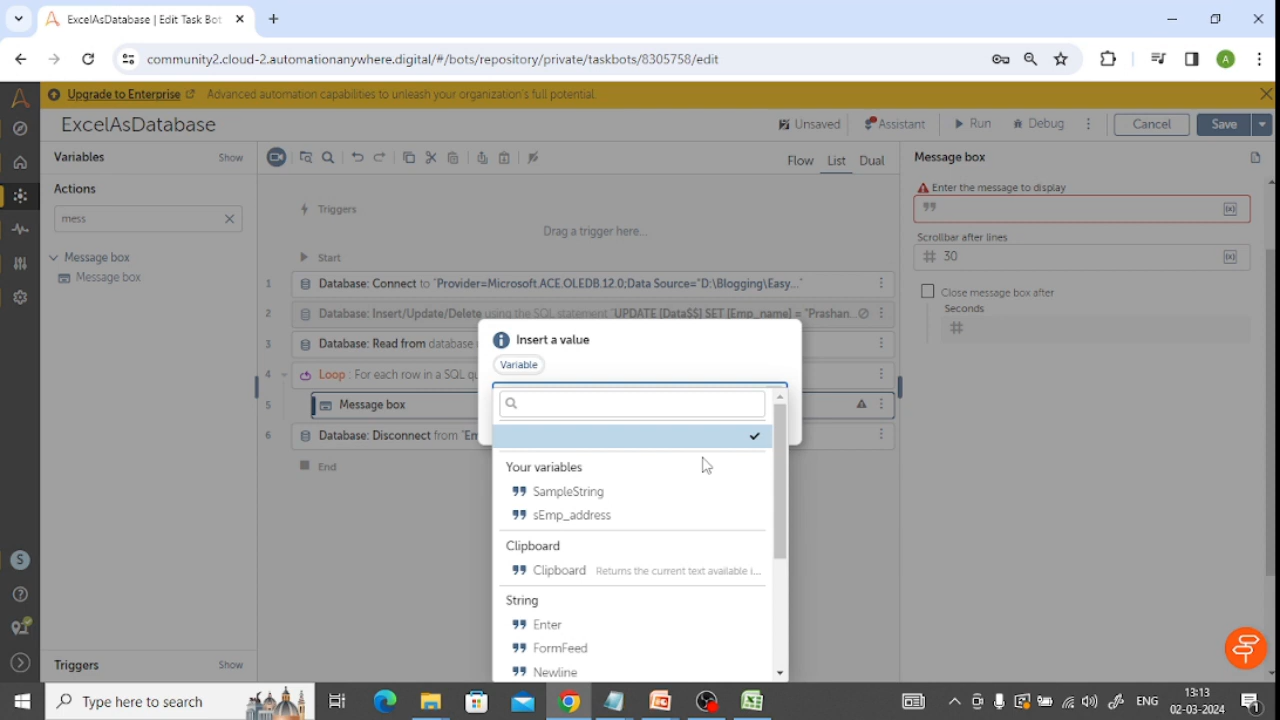 ExcelAsDatabase | Edit Task Bot
community2.cloud-2.automationanywhere.digital/#/bots/repository/private/taskbots/8305758/edit
A
Upgrade to Enterprise Advanced automation capabilities to unleash your organization's full potential.
ExcelAsDatabase
Unsaved Assistant Run Debug Cancel Save
Variables Show
Flow List Dual
Message box
Actions
mess
Message box
Message box
Triggers
Drag a trigger here...
Start
1 Database: Connect to "Provider=Microsoft.ACE.OLEDB.12.0;Data Source="D:\Blogging\Easy..."
2 Database: Insert/Update/Delete using the SQL statement "UPDATE [Data$$] SET [Emp_name] = "Prashan...
3 Database: Read from database
4 Loop : For each row in a SQL qu
5 Message box
6 Database: Disconnect from "Em
End
Enter the message to display
Scrollbar after lines
30
Close message box after
Seconds
Insert a value
Variable
Your variables
SampleString
sEmp_address
Clipboard
Clipboard Returns the current text available i...
String
Enter
FormFeed
Newline
Triggers Show
S
Type here to search
ENG
13:13
02-03-2024
1